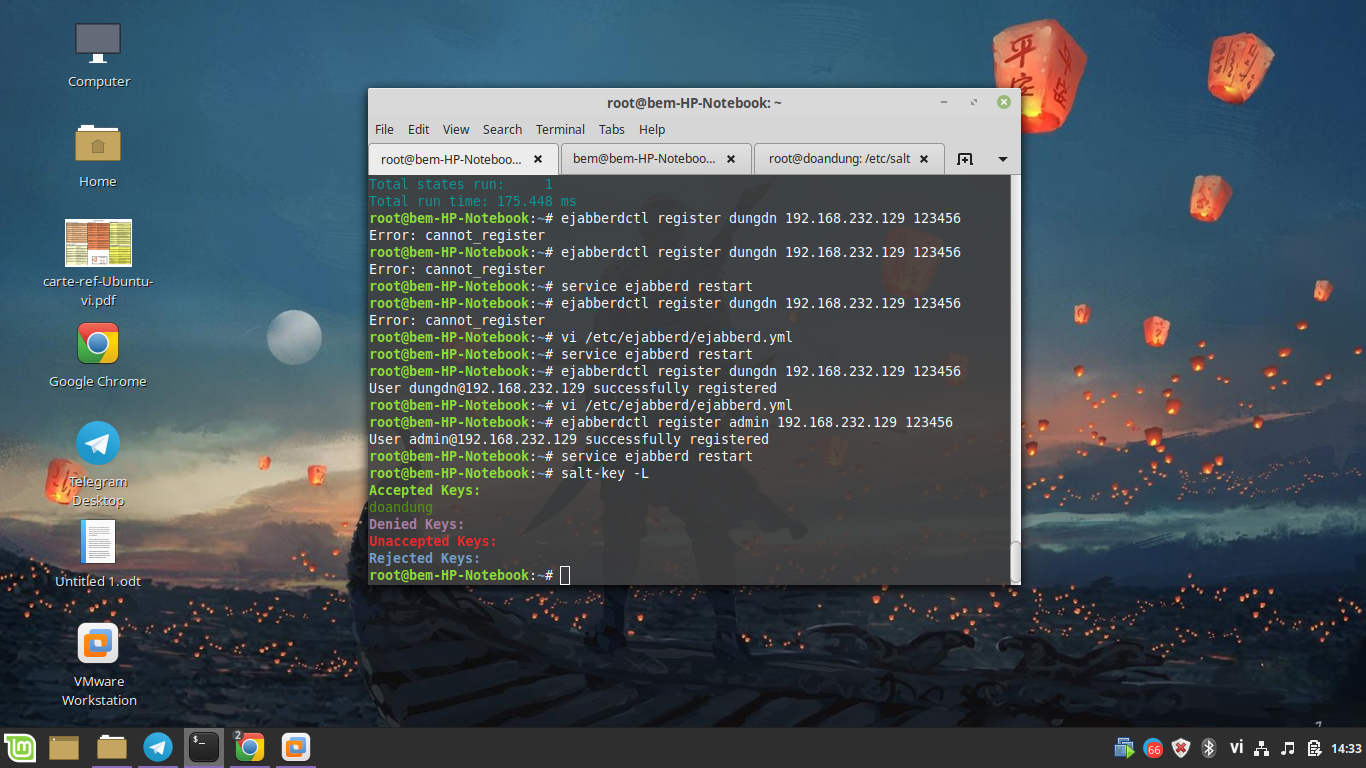 Computer
Home
carte-ref-Ubuntu-
vi.pdf
Google Chrome
Telegram
Desktop
Untitled 1.odt
VMware
Workstation
平
安
root@bem-HP-Notebook: ~
File Edit View Search Terminal Tabs Help
root@bem-HP-Noteboo... bem@bem-HP-Noteboo... root@doandung: /etc/salt
Total states run:     1
Total run time: 175.448 ms
root@bem-HP-Notebook:~# ejabberdctl register dungdn 192.168.232.129 123456
Error: cannot_register
root@bem-HP-Notebook:~# ejabberdctl register dungdn 192.168.232.129 123456
Error: cannot_register
root@bem-HP-Notebook:~# service ejabberd restart
root@bem-HP-Notebook:~# ejabberdctl register dungdn 192.168.232.129 123456
Error: cannot_register
root@bem-HP-Notebook:~# vi /etc/ejabberd/ejabberd.yml
root@bem-HP-Notebook:~# service ejabberd restart
root@bem-HP-Notebook:~# ejabberdctl register dungdn 192.168.232.129 123456
User dungdn@192.168.232.129 successfully registered
root@bem-HP-Notebook:~# vi /etc/ejabberd/ejabberd.yml
root@bem-HP-Notebook:~# ejabberdctl register admin 192.168.232.129 123456
User admin@192.168.232.129 successfully registered
root@bem-HP-Notebook:~# service ejabberd restart
root@bem-HP-Notebook:~# salt-key -L
Accepted Keys:
doandung
Denied Keys:
Unaccepted Keys:
Rejected Keys:
root@bem-HP-Notebook:~#
$_
2
66
vi
14:33